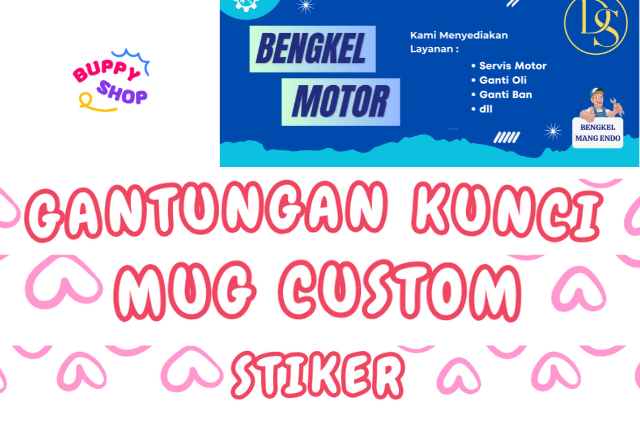 BUPPY
SHOP
BENGKEL
MOTOR
Kami Menyediakan
Layanan :
• Servis Motor
• Ganti Oli
• Ganti Ban
• dll
DS
BENGKEL
MANG ENDO
GANTUNGAN KUNCI
MUG CUSTOM
STIKER